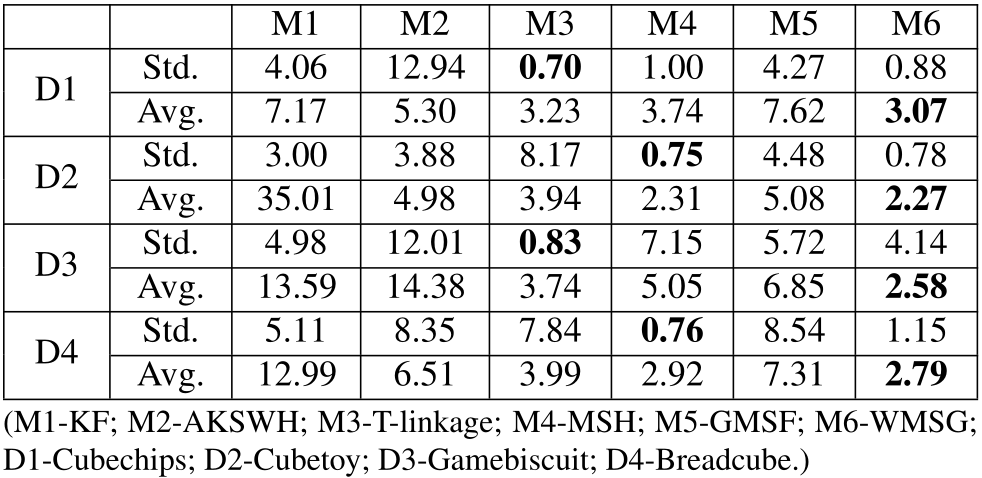 M1 M2 M3 M4 M5 M6
D1 Std. 4.06 12.94 0.70 1.00 4.27 0.88
Avg. 7.17 5.30 3.23 3.74 7.62 3.07
D2 Std. 3.00 3.88 8.17 0.75 4.48 0.78
Avg. 35.01 4.98 3.94 2.31 5.08 2.27
D3 Std. 4.98 12.01 0.83 7.15 5.72 4.14
Avg. 13.59 14.38 3.74 5.05 6.85 2.58
D4 Std. 5.11 8.35 7.84 0.76 8.54 1.15
Avg. 12.99 6.51 3.99 2.92 7.31 2.79
(M1-KF; M2-AKSWH; M3-T-linkage; M4-MSH; M5-GMSF; M6-WMSG;
D1-Cubechips; D2-Cubetoy; D3-Gamebiscuit; D4-Breadcube.)